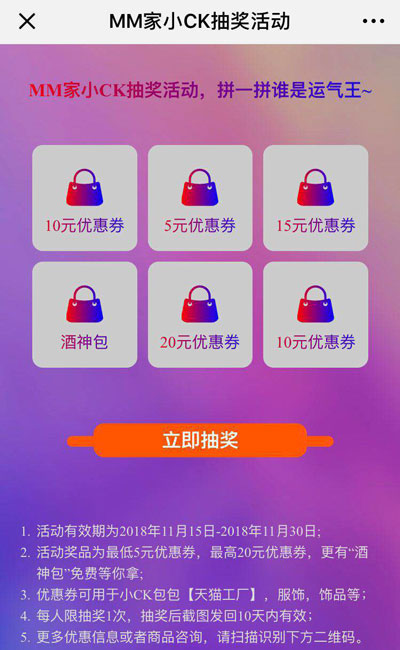 MM家小CK抽奖活动
MM家小CK抽奖活动，拼一拼谁是运气王~
10元优惠券
5元优惠券
15元优惠券
酒神包
20元优惠券
10元优惠券
立即抽奖
1. 活动有效期为2018年11月15日-2018年11月30日;
2. 活动奖品为最低5元优惠券，最高20元优惠券，更有“酒
神包”免费等你拿;
3. 优惠券可用于小CK包包【天猫工厂】，服饰，饰品等;
4. 每人限抽奖1次，抽奖后截图发回10天内有效;
5. 更多优惠信息或者商品咨询，请扫描识别下方二维码。